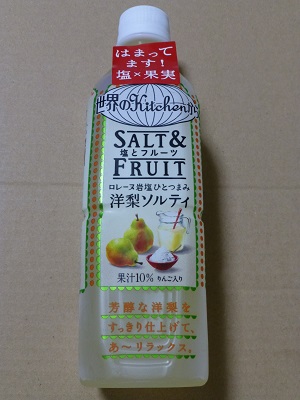 はまって
ます！
塩×果実
世界のKitchenから
SALT&
塩とフルーツ
FRUIT
ロレーヌ岩塩ひとつまみ
洋梨ソルティ
果汁10% りんご入り
芳醇な洋梨を
すっきり仕上げて、
あ〜リラックス。